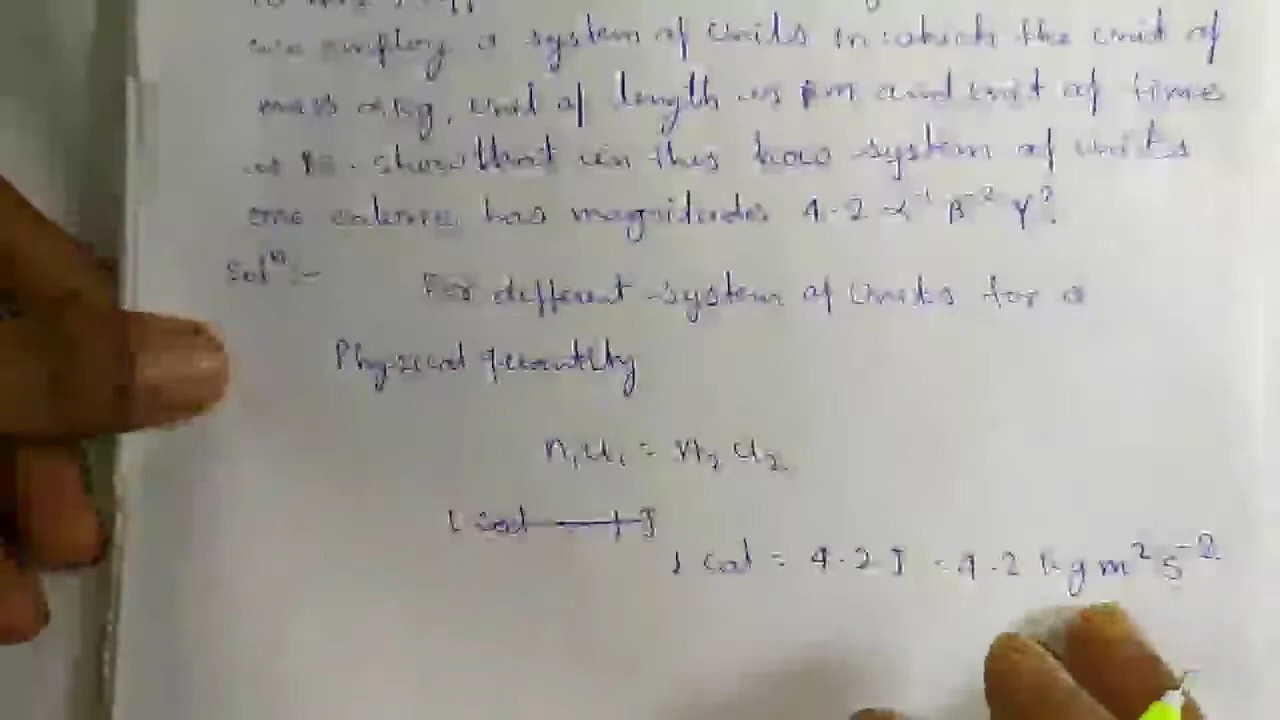 we employ a system of units in which the unit of
mass α kg, unit of length is βm and unit of time
is γs. show that in this new system of units
one calorie has magnitudes 4.2 α⁻¹ β⁻² γ²
Solⁿ:- For different system of units for a
Physical quantity
n₁u₁ = n₂u₂
1 cal
1 cal = 4.2 J = 4.2 kg m² S⁻²